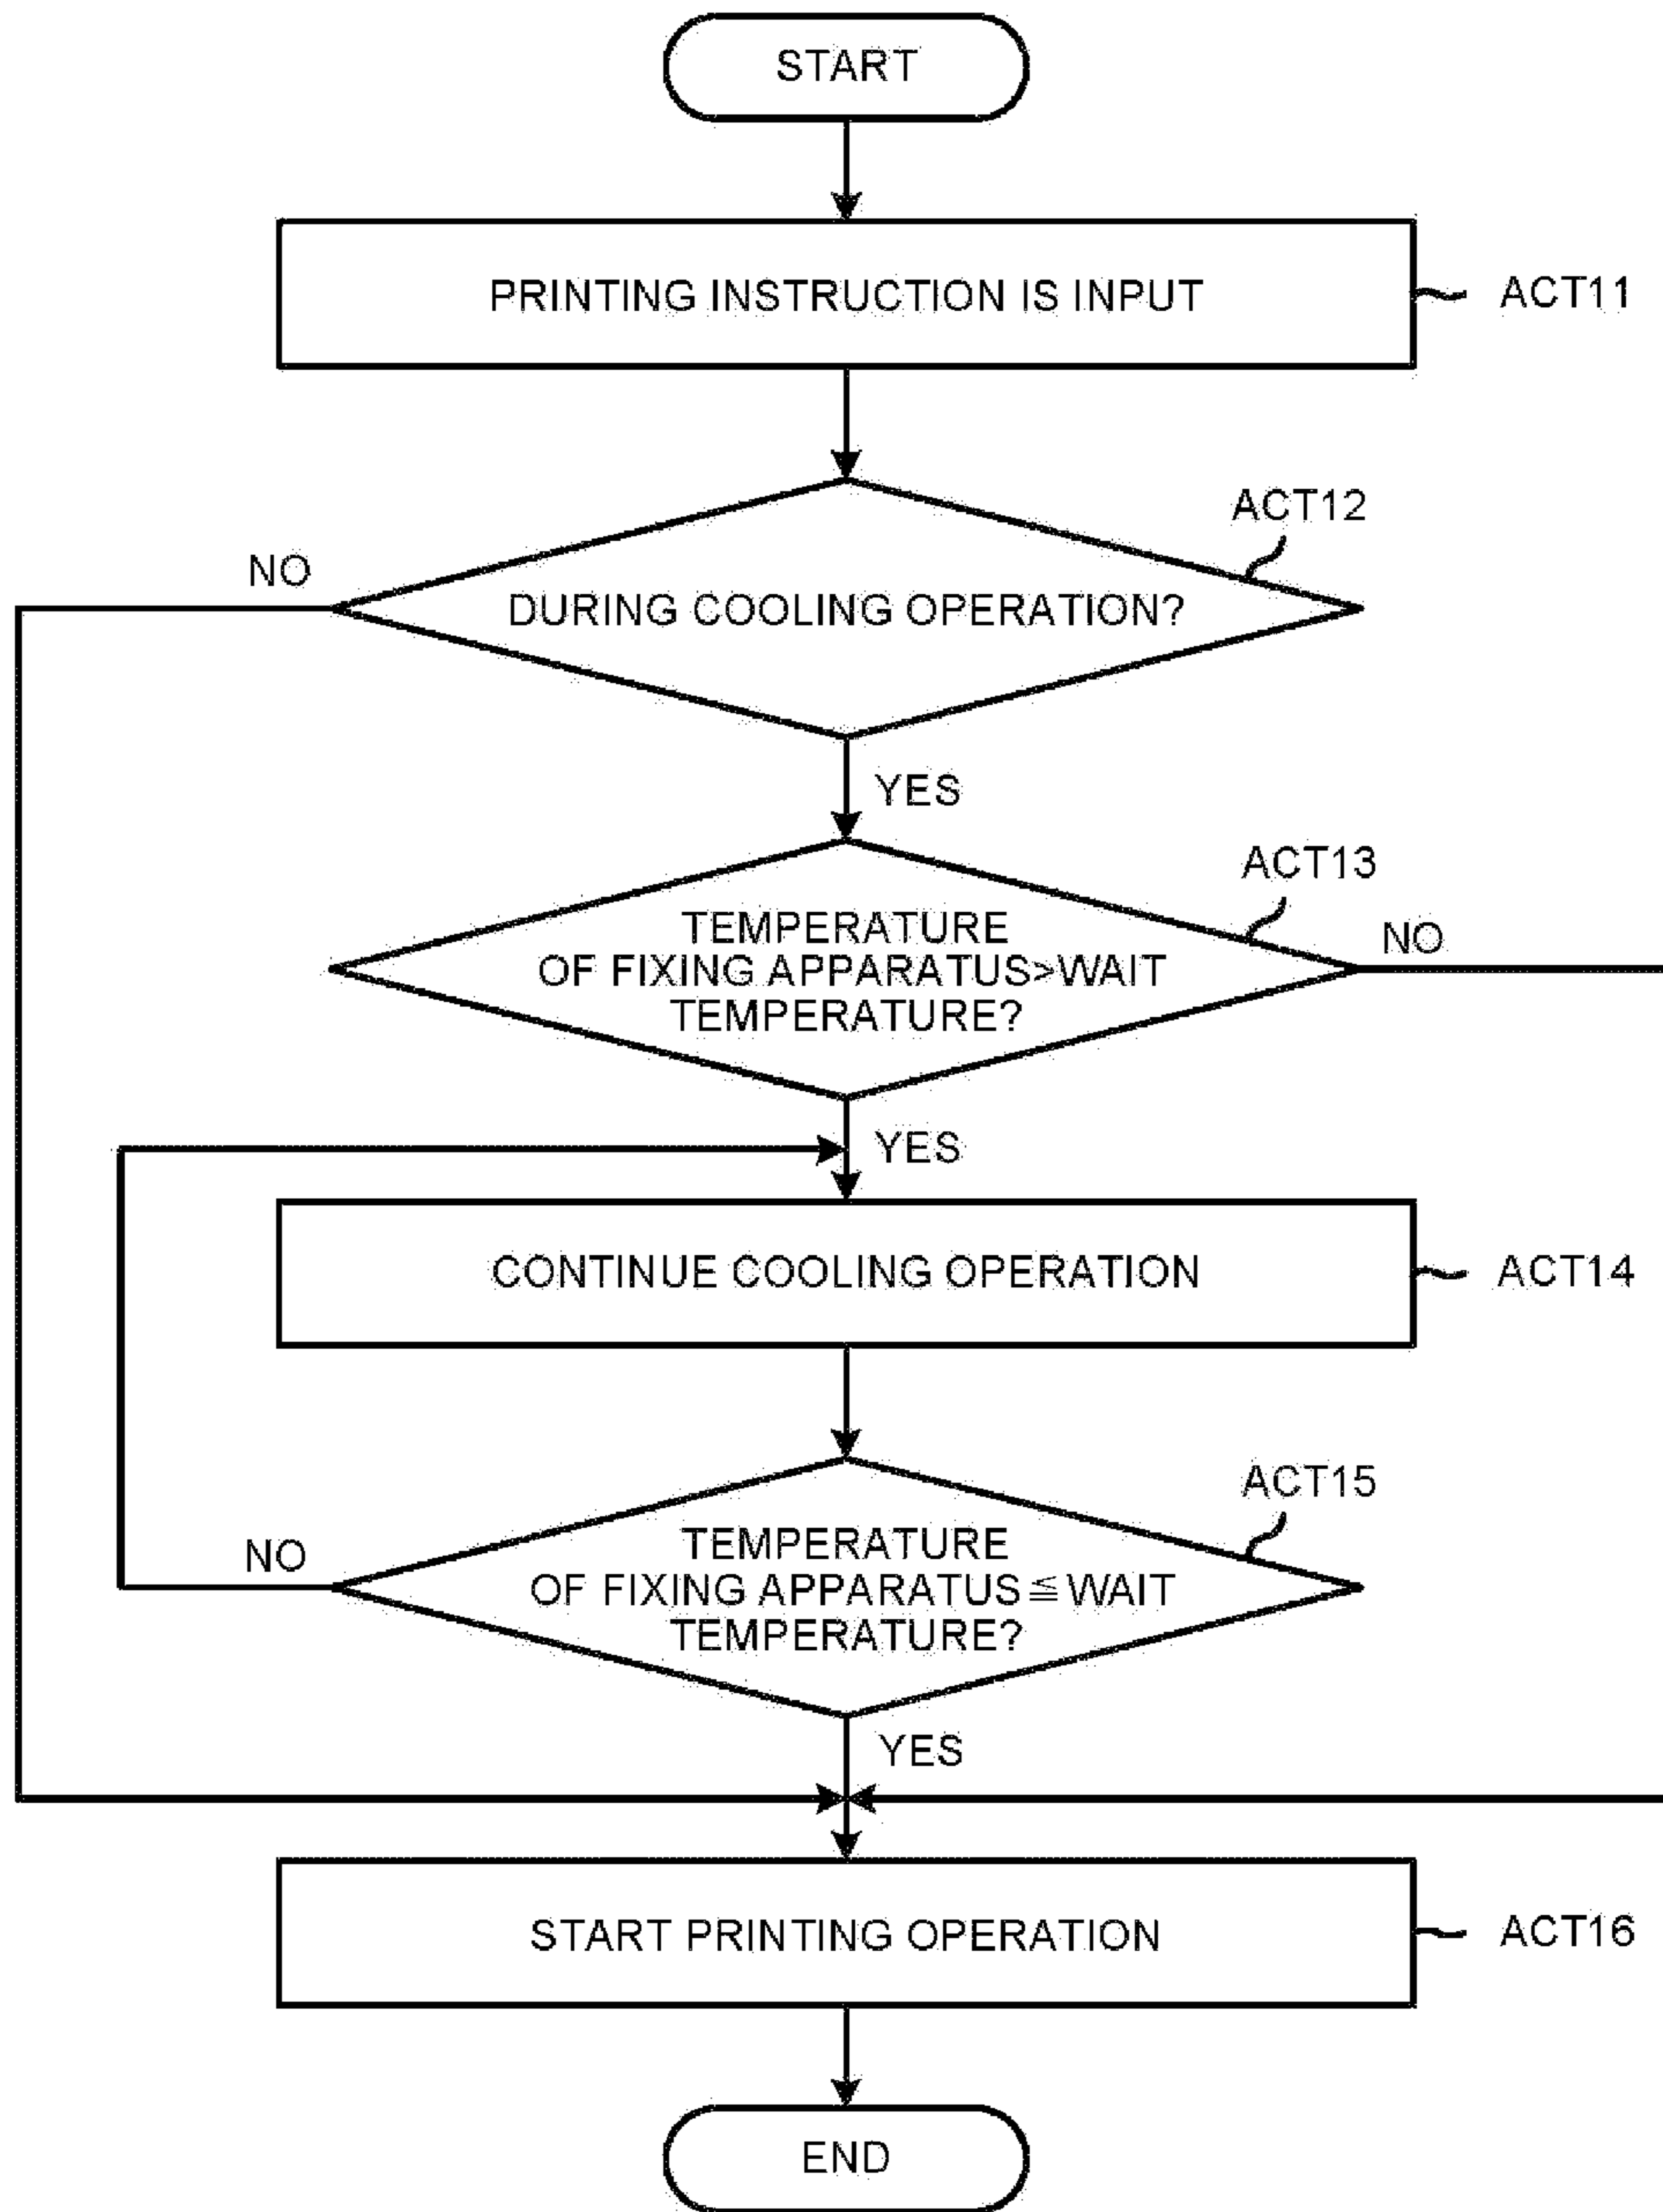 START
PRINTING INSTRUCTION IS INPUT
ACT11
ACT12
NO
DURING COOLING OPERATION?
YES
ACT13
TEMPERATURE
OF FIXING APPARATUS>WAIT
TEMPERATURE?
NO
YES
CONTINUE COOLING OPERATION
ACT14
ACT15
TEMPERATURE
OF FIXING APPARATUS≦WAIT
TEMPERATURE?
NO
YES
START PRINTING OPERATION
ACT16
END